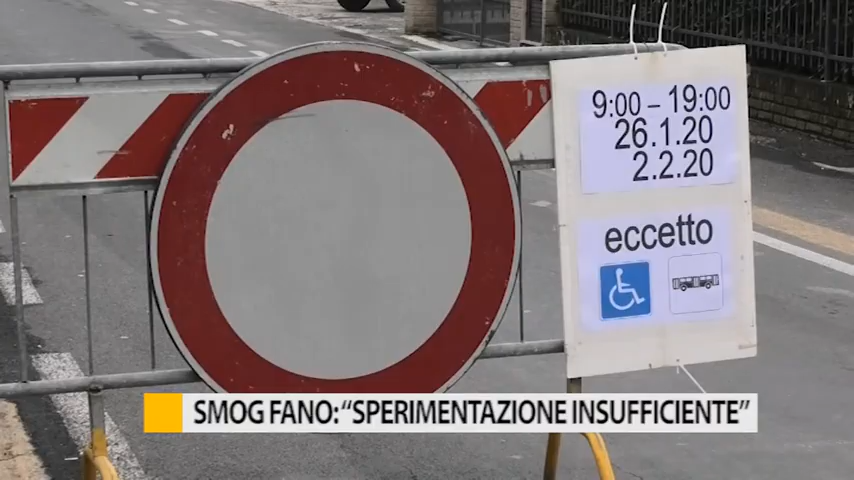 9:00 – 19:00
26.1.20
2.2.20
eccetto
SMOG FANO: “SPERIMENTAZIONE INSUFFICIENTE”